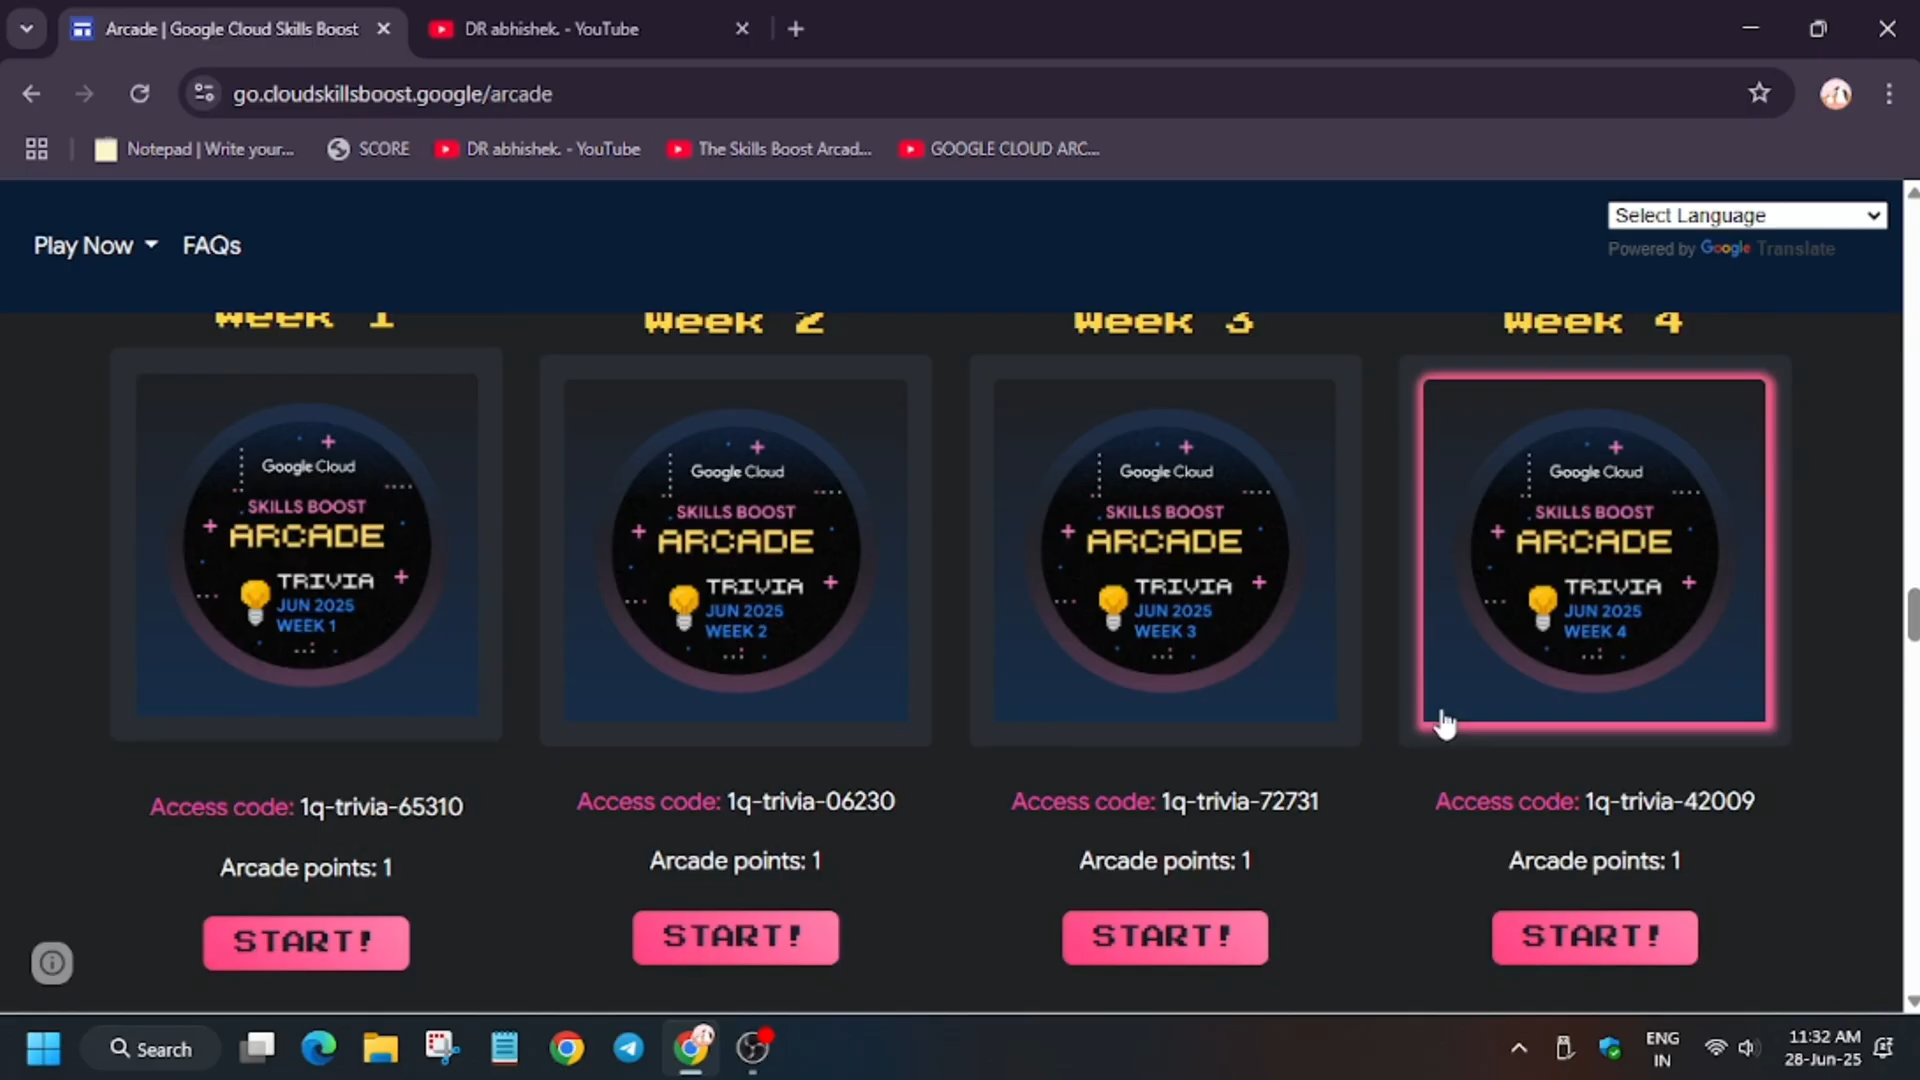 Arcade | Google Cloud Skills Boost
DR abhishek. - YouTube
go.cloudskillsboost.google/arcade
Notepad | Write your...
SCORE
DR abhishek. - YouTube
The Skills Boost Arcad...
GOOGLE CLOUD ARC...
Play Now
FAQs
Select Language
Powered by Google Translate
Week 1
Week 2
Week 3
Week 4
Google Cloud
SKILLS BOOST
ARCADE
TRIVIA
JUN 2025
WEEK 1
Google Cloud
SKILLS BOOST
ARCADE
TRIVIA
JUN 2025
WEEK 2
Google Cloud
SKILLS BOOST
ARCADE
TRIVIA
JUN 2025
WEEK 3
Google Cloud
SKILLS BOOST
ARCADE
TRIVIA
JUN 2025
WEEK 4
Access code: 1q-trivia-65310
Access code: 1q-trivia-06230
Access code: 1q-trivia-72731
Access code: 1q-trivia-42009
Arcade points: 1
Arcade points: 1
Arcade points: 1
Arcade points: 1
START!
START!
START!
START!
Search
ENG
IN
11:32 AM
28-Jun-25